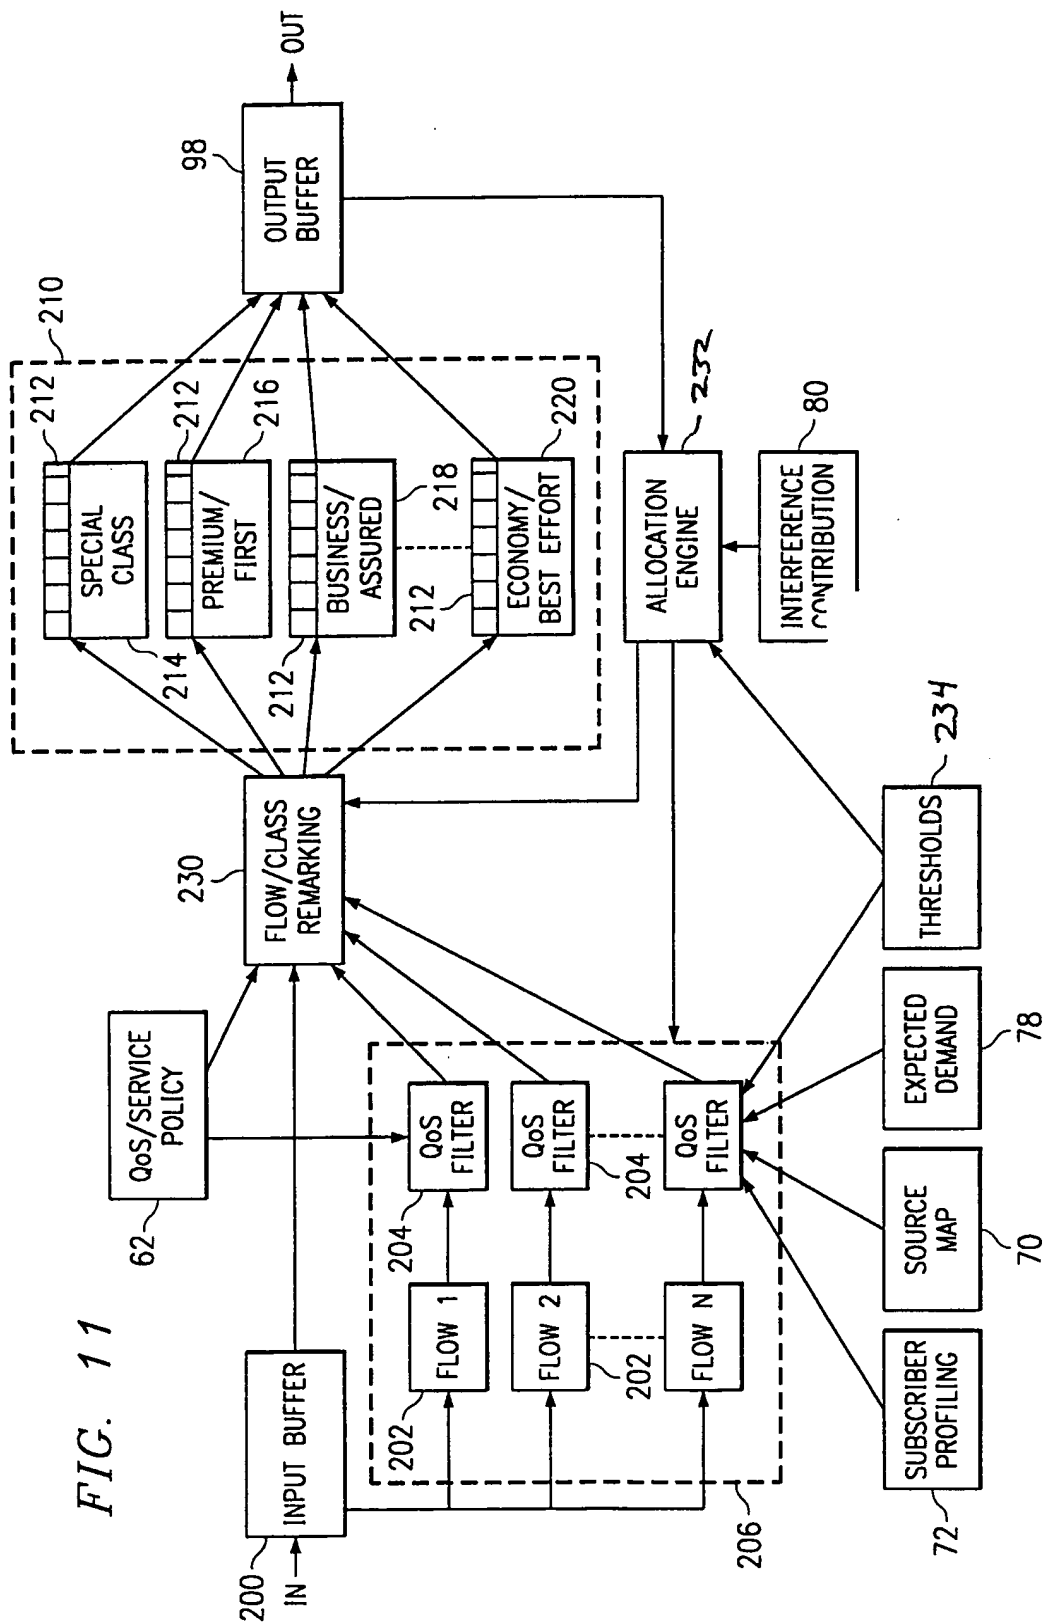 FIG. 11
200
IN
INPUT BUFFER
62
QoS/SERVICE
POLICY
230
FLOW/CLASS
REMARKING
202
FLOW 1
204
QoS
FILTER
FLOW 2
202
QoS
FILTER
204
FLOW N
QoS
FILTER
206
210
212
SPECIAL
CLASS
214
212
PREMIUM/
FIRST
216
212
BUSINESS/
ASSURED
218
212
ECONOMY/
BEST EFFORT
220
98
OUTPUT
BUFFER
OUT
ALLOCATION
ENGINE
232
INTERFERENCE
CONTRIBUTION
80
SUBSCRIBER
PROFILING
72
SOURCE
MAP
70
EXPECTED
DEMAND
78
THRESHOLDS
234